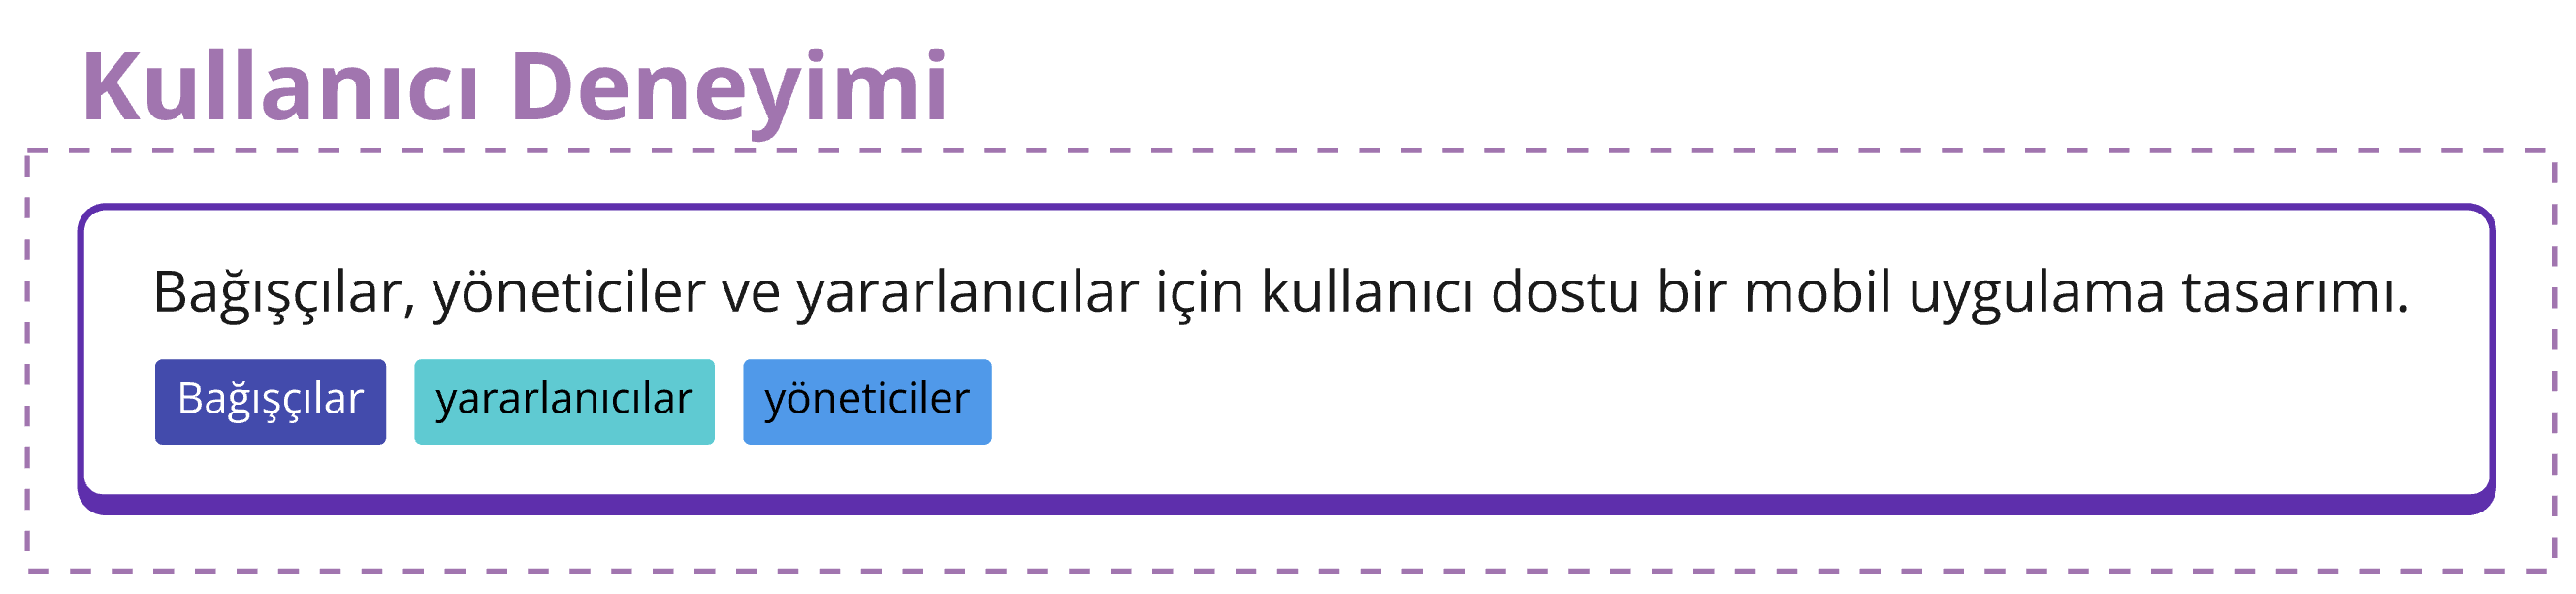 Kullanıcı Deneyimi
Bağışçılar, yöneticiler ve yararlanıcılar için kullanıcı dostu bir mobil uygulama tasarımı.
Bağışçılar yararlanıcılar yöneticiler